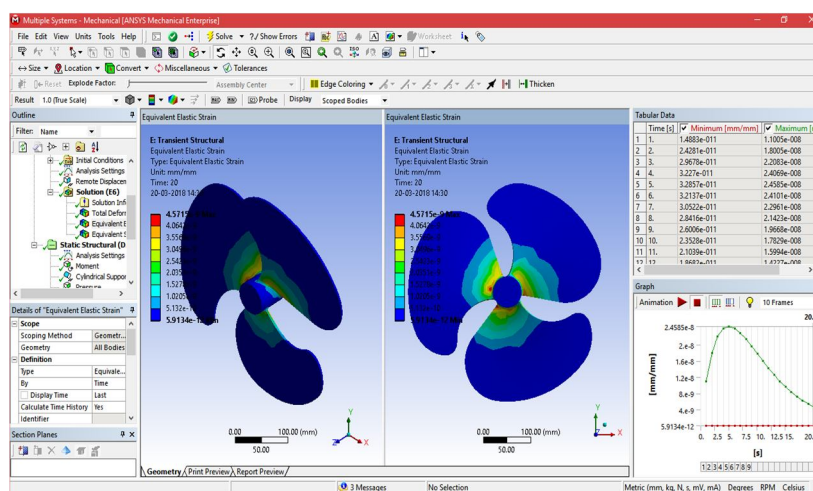 Multiple Systems - Mechanical [ANSYS Mechanical Enterprise]
File Edit View Units Tools Help Solve ?/ Show Errors Worksheet
Size Location Convert Miscellaneous Tolerances
Reset Explode Factor: Assembly Center Edge Coloring Thicken
Result 1.0 (True Scale) Probe Display Scoped Bodies
Outline
Filter: Name
Initial Conditions
Analysis Settings
Remote Displacem
Solution (E6)
Solution Inf
Total Deform
Equivalent E
Equivalent S
Static Structural (D
Analysis Settings
Moment
Cylindrical Suppor
Pressure
Details of "Equivalent Elastic Strain"
Scope
Scoping Method Geometr...
Geometry All Bodies
Definition
Type Equivale...
By Time
Display Time Last
Calculate Time History Yes
Identifier
Section Planes
Equivalent Elastic Strain
E: Transient Structural
Equivalent Elastic Strain
Type: Equivalent Elastic Strain
Unit: mm/mm
Time: 20
20-03-2018 14:30
0.00 100.00 (mm)
50.00
Y
X
Z
Geometry Print Preview Report Preview
Equivalent Elastic Strain
E: Transient Structural
Equivalent Elastic Strain
Type: Equivalent Elastic Strain
Unit: mm/mm
Time: 20
20-03-2018 14:30
0.00 100.00 (mm)
50.00
Y
X
Tabular Data
Time [s] Minimum [mm/mm] Maximum [
1 1. 1.4883e-011 1.1005e-008
2 2. 2.4281e-011 1.8005e-008
3 3. 2.9678e-011 2.2083e-008
4 4. 3.227e-011 2.4069e-008
5 5. 3.2857e-011 2.4585e-008
6 6. 3.2137e-011 2.4101e-008
7 7. 3.0522e-011 2.2961e-008
8 8. 2.8416e-011 2.1423e-008
9 9. 2.6006e-011 1.9668e-008
10 10. 2.3528e-011 1.7829e-008
11 11. 2.1039e-011 1.5994e-008
12 12
Graph
Animation 10 Frames
20.
2.4585e-8
2.e-8
1.6e-8
1.2e-8
8.e-9
4.e-9
5.9134e-12
[mm/mm]
0. 2.5 5. 7.5 10. 12.5 15. 20.
[s]
1 2 3 4 5 6 7 8 9
3 Messages No Selection Metric (mm, kg, N, s, mV, mA) Degrees RPM Celsius